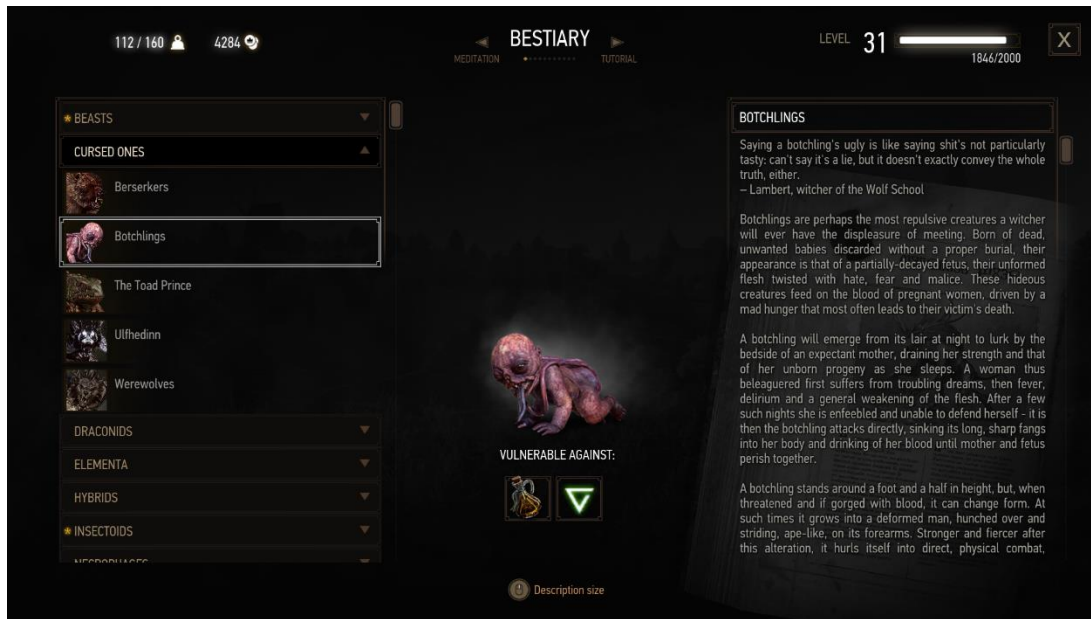 112 / 160
4284
BESTIARY
MEDITATION
TUTORIAL
LEVEL 31
1846/2000
X
BEASTS
CURSED ONES
Berserkers
Botchlings
The Toad Prince
Ulfhedinn
Werewolves
DRACONIDS
ELEMENTA
HYBRIDS
INSECTOIDS
NECROPHAGES
VULNERABLE AGAINST:
BOTCHLINGS
Saying a botchling's ugly is like saying shit's not particularly
tasty: can't say it's a lie, but it doesn't exactly convey the whole
truth, either.
– Lambert, witcher of the Wolf School
Botchlings are perhaps the most repulsive creatures a witcher
will ever have the displeasure of meeting. Born of dead,
unwanted babies discarded without a proper burial, their
appearance is that of a partially-decayed fetus, their unformed
flesh twisted with hate, fear and malice. These hideous
creatures feed on the blood of pregnant women, driven by a
mad hunger that most often leads to their victim's death.
A botchling will emerge from its lair at night to lurk by the
bedside of an expectant mother, draining her strength and that
of her unborn progeny as she sleeps. A woman thus
beleaguered first suffers from troubling dreams, then fever,
delirium and a general weakening of the flesh. After a few
such nights she is enfeebled and unable to defend herself - it is
then the botchling attacks directly, sinking its long, sharp fangs
into her body and drinking of her blood until mother and fetus
perish together.
A botchling stands around a foot and a half in height, but, when
threatened and if gorged with blood, it can change form. At
such times it grows into a deformed man, hunched over and
striding, ape-like, on its forearms. Stronger and fiercer after
this alteration, it hurls itself into direct, physical combat,
Description size